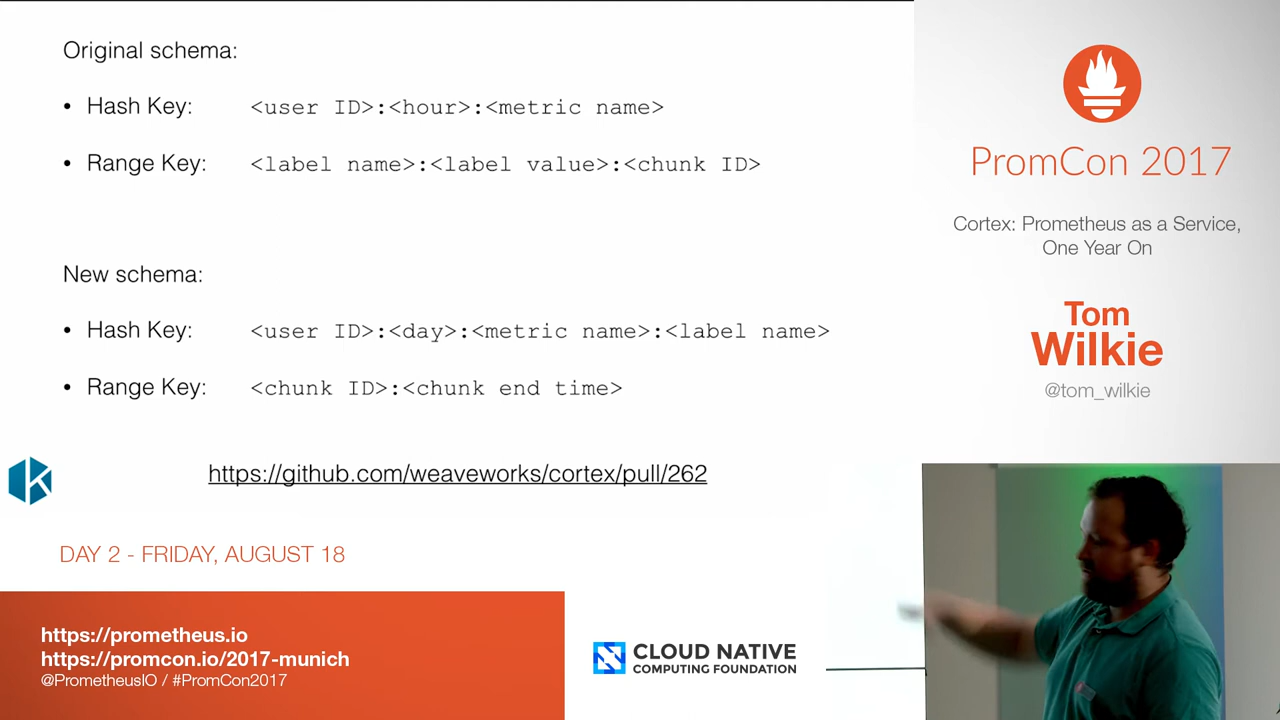 Original schema:
• Hash Key: <user ID>:<hour>:<metric name>
• Range Key: <label name>:<label value>:<chunk ID>
New schema:
• Hash Key: <user ID>:<day>:<metric name>:<label name>
• Range Key: <chunk ID>:<chunk end time>
https://github.com/weaveworks/cortex/pull/262
DAY 2 - FRIDAY, AUGUST 18
https://prometheus.io
https://promcon.io/2017-munich
@PrometheusIO / #PromCon2017
CLOUD NATIVE
COMPUTING FOUNDATION
PromCon 2017
Cortex: Prometheus as a Service,
One Year On
Tom
Wilkie
@tom_wilkie